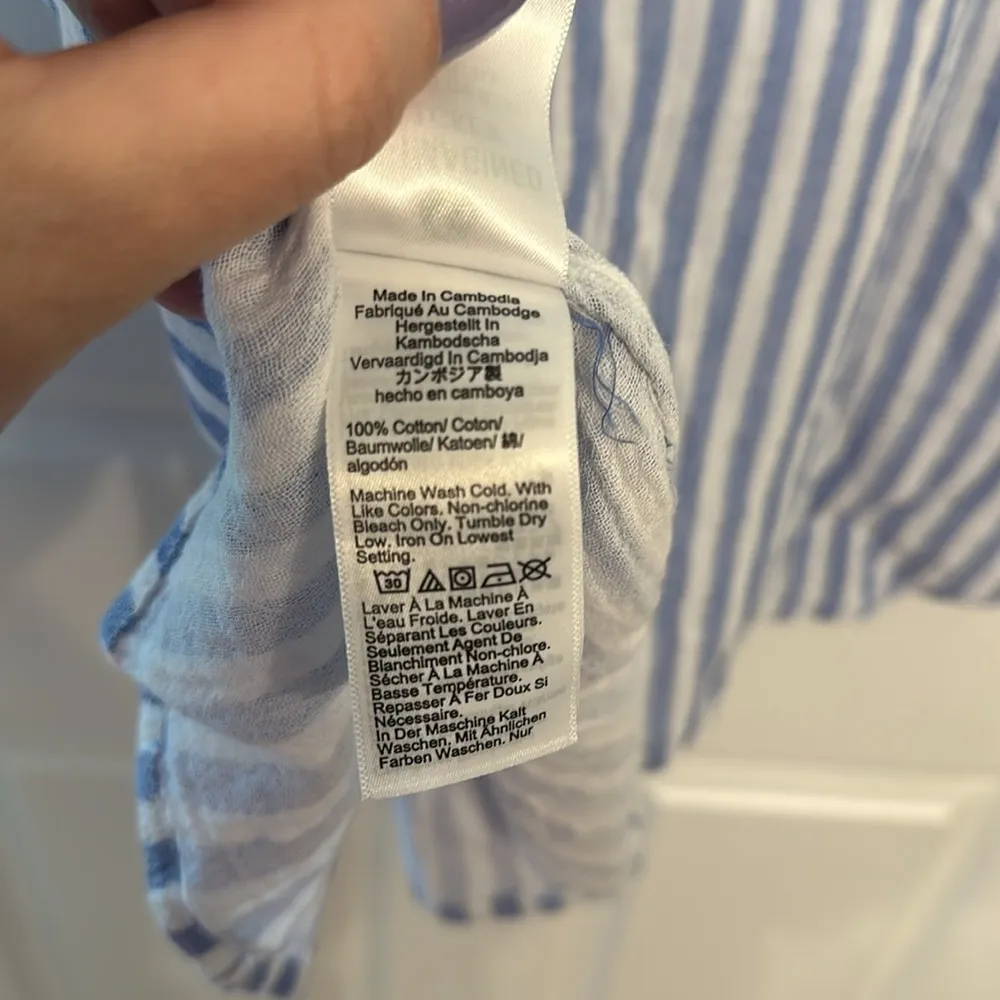 Made In Cambodia
Fabriqué Au Cambodge
Hergestellt In
Kambodscha
Vervaardigd In Cambodja
カンボジア製
hecho en camboya
100% Cotton/ Coton/
Baumwolle/ Katoen/ 綿/
algodón
Machine Wash Cold. With
Like Colors. Non-chlorine
Bleach Only. Tumble Dry
Low. Iron On Lowest
Setting.
30
Laver À La Machine À
L'eau Froide. Laver En
Séparant Les Couleurs.
Seulement Agent De
Blanchiment Non-chlore.
Sécher À La Machine À
Basse Température.
Repasser À Fer Doux Si
Nécessaire.
In Der Maschine Kalt
Waschen, Mit Ähnlichen
Farben Waschen. Nur